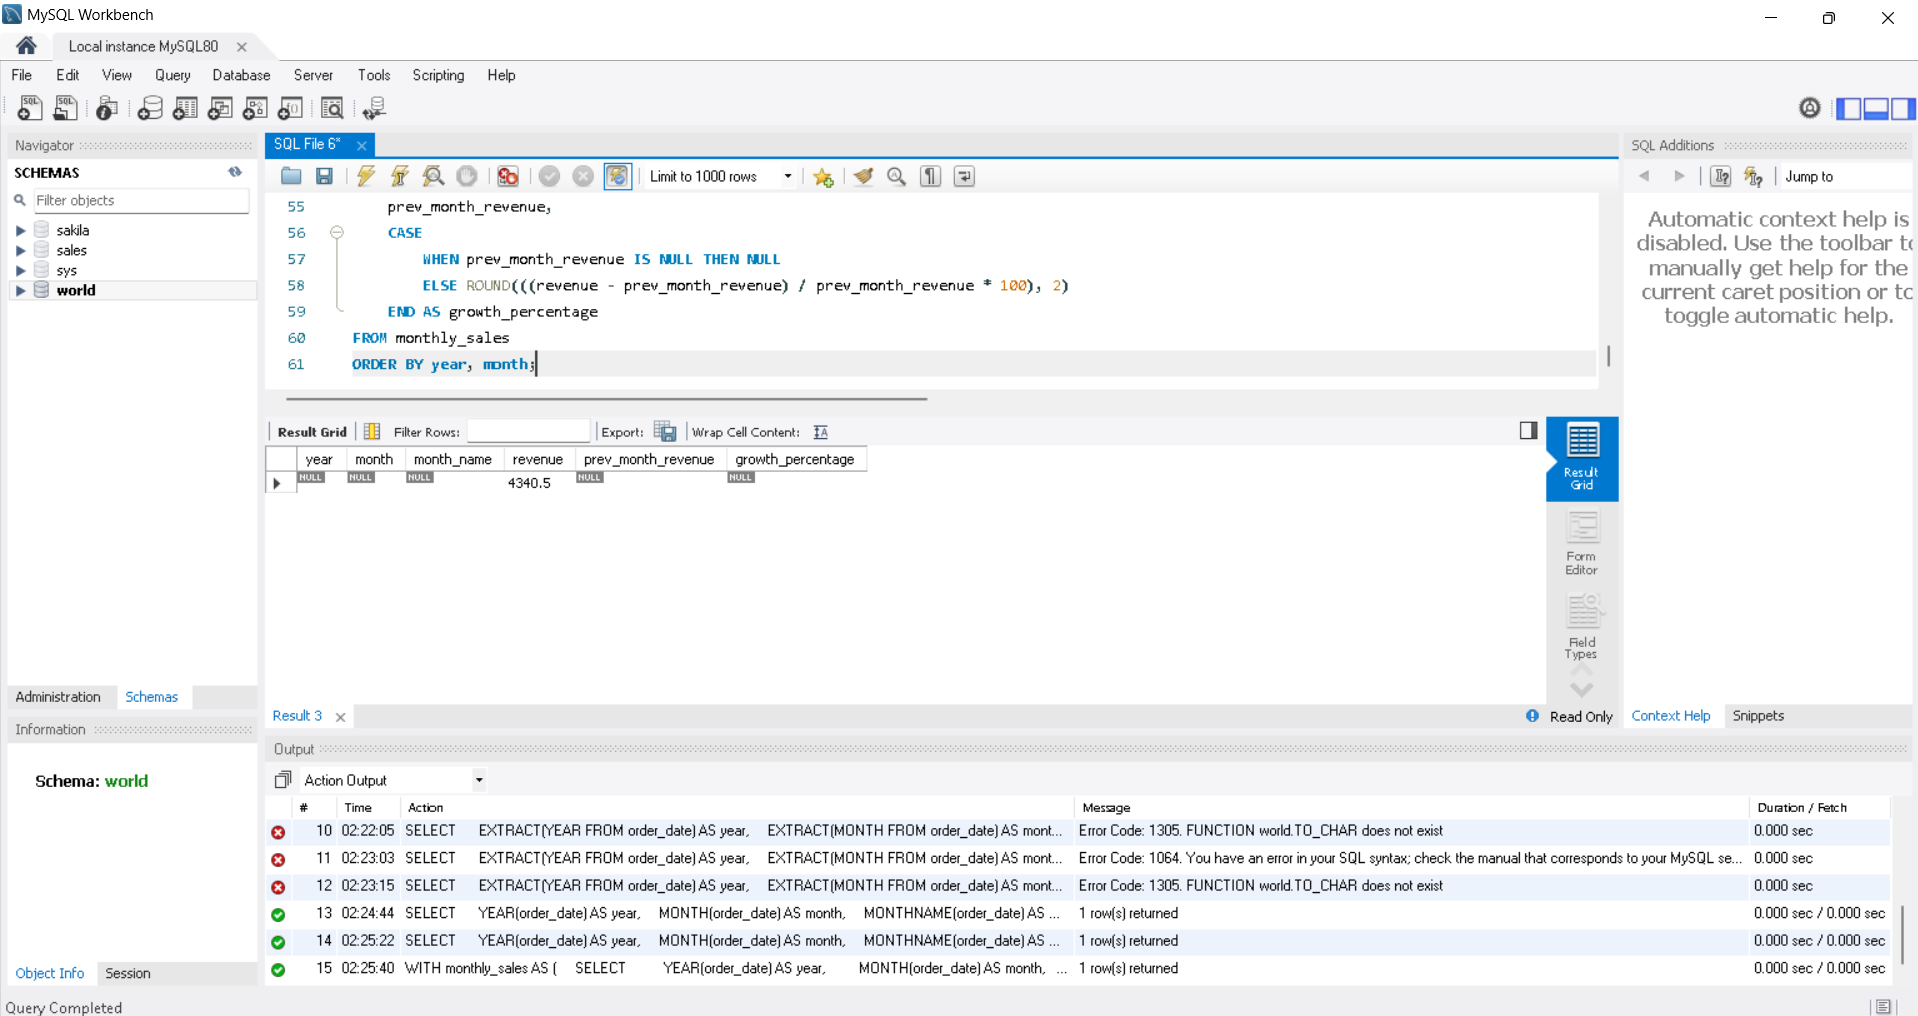 MySQL Workbench
Local instance MySQL80
File Edit View Query Database Server Tools Scripting Help
Navigator
SCHEMAS
Filter objects
sakila
sales
sys
world
Administration Schemas
Information
Schema: world
Object Info Session
Query Completed
SQL File 6*
Limit to 1000 rows
55 prev_month_revenue,
56 CASE
57 WHEN prev_month_revenue IS NULL THEN NULL
58 ELSE ROUND(((revenue - prev_month_revenue) / prev_month_revenue * 100), 2)
59 END AS growth_percentage
60 FROM monthly_sales
61 ORDER BY year, month;
Result Grid Filter Rows: Export: Wrap Cell Content:
year month month_name revenue prev_month_revenue growth_percentage
NULL NULL NULL 4340.5 NULL NULL
Result Grid
Form Editor
Field Types
Result 3
Read Only
SQL Additions
Jump to
Automatic context help is
disabled. Use the toolbar to
manually get help for the
current caret position or to
toggle automatic help.
Context Help Snippets
Output
Action Output
# Time Action Message Duration / Fetch
10 02:22:05 SELECT EXTRACT(YEAR FROM order_date) AS year, EXTRACT(MONTH FROM order_date) AS mont... Error Code: 1305. FUNCTION world.TO_CHAR does not exist 0.000 sec
11 02:23:03 SELECT EXTRACT(YEAR FROM order_date) AS year, EXTRACT(MONTH FROM order_date) AS mont... Error Code: 1064. You have an error in your SQL syntax; check the manual that corresponds to your MySQL se... 0.000 sec
12 02:23:15 SELECT EXTRACT(YEAR FROM order_date) AS year, EXTRACT(MONTH FROM order_date) AS mont... Error Code: 1305. FUNCTION world.TO_CHAR does not exist 0.000 sec
13 02:24:44 SELECT YEAR(order_date) AS year, MONTH(order_date) AS month, MONTHNAME(order_date) AS ... 1 row(s) returned 0.000 sec / 0.000 sec
14 02:25:22 SELECT YEAR(order_date) AS year, MONTH(order_date) AS month, MONTHNAME(order_date) AS ... 1 row(s) returned 0.000 sec / 0.000 sec
15 02:25:40 WITH monthly_sales AS ( SELECT YEAR(order_date) AS year, MONTH(order_date) AS month, ... 1 row(s) returned 0.000 sec / 0.000 sec